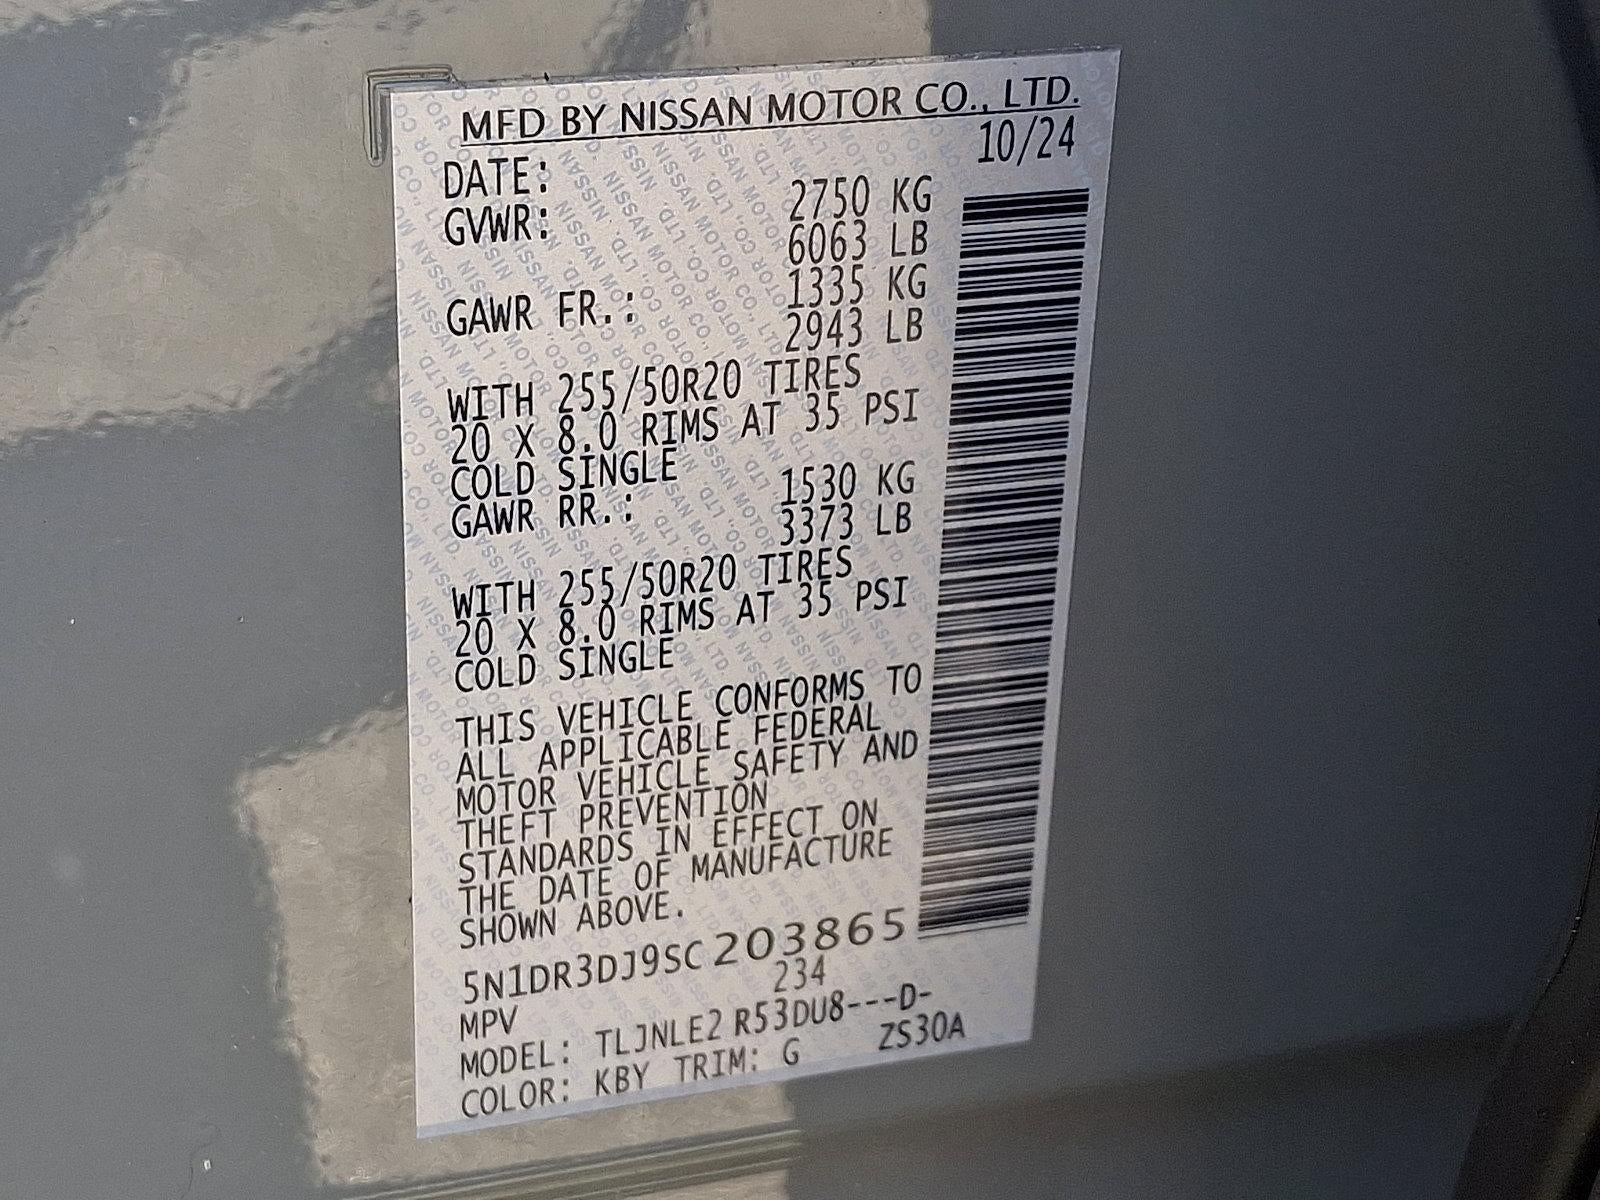 MFD BY NISSAN MOTOR CO., LTD.
DATE: 10/24
GVWR: 2750 KG
6063 LB
GAWR FR.: 1335 KG
2943 LB
WITH 255/50R20 TIRES
20 X 8.0 RIMS AT 35 PSI
COLD SINGLE
GAWR RR.: 1530 KG
3373 LB
WITH 255/50R20 TIRES
20 X 8.0 RIMS AT 35 PSI
COLD SINGLE
THIS VEHICLE CONFORMS TO
ALL APPLICABLE FEDERAL
MOTOR VEHICLE SAFETY AND
THEFT PREVENTION
STANDARDS IN EFFECT ON
THE DATE OF MANUFACTURE
SHOWN ABOVE.
5N1DR3DJ9SC203865
MPV 234
MODEL: TLJNLE2 R53DU8---D-
COLOR: KBY TRIM: G ZS30A